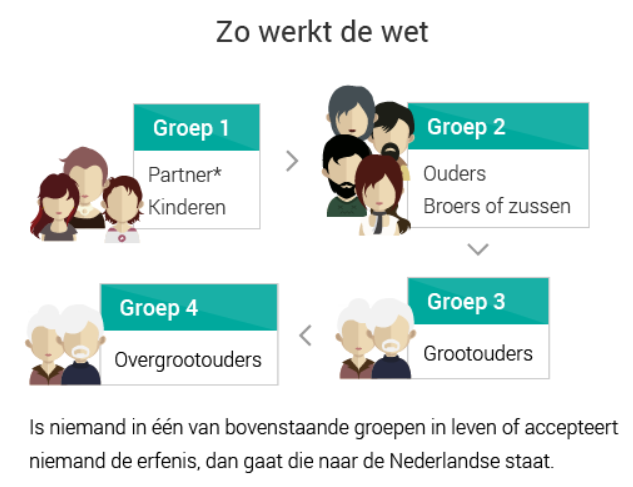 Zo werkt de wet
Groep 1
Partner*
Kinderen
Groep 2
Ouders
Broers of zussen
Groep 3
Grootouders
Groep 4
Overgrootouders
Is niemand in één van bovenstaande groepen in leven of accepteert
niemand de erfenis, dan gaat die naar de Nederlandse staat.